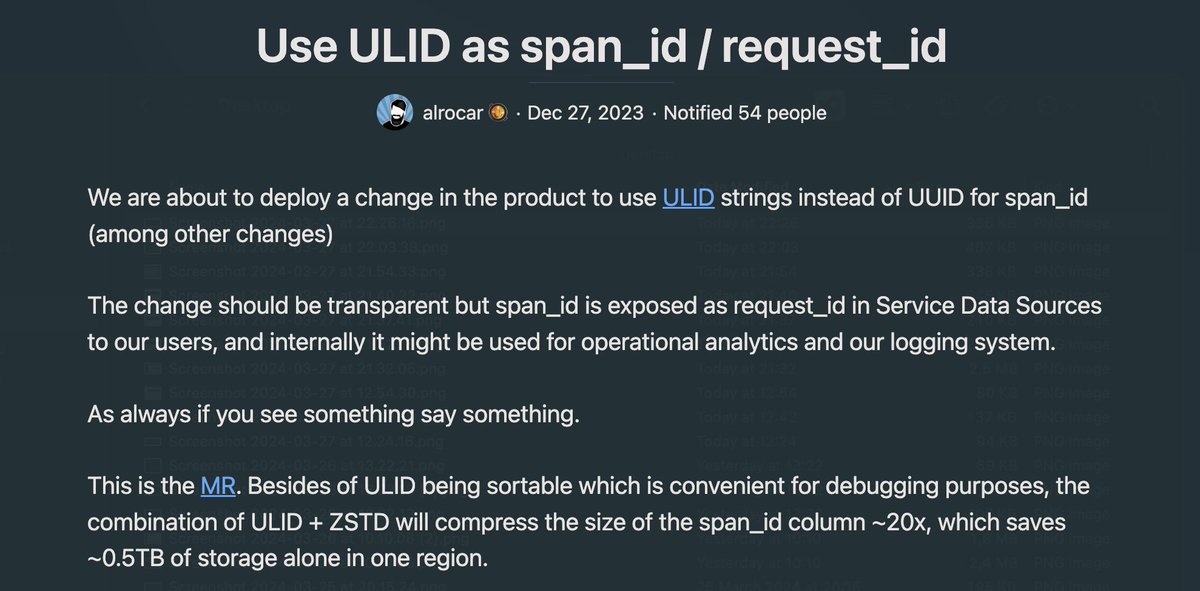 Use ULID as span_id / request_id
alrocar · Dec 27, 2023 · Notified 54 people
We are about to deploy a change in the product to use ULID strings instead of UUID for span_id
(among other changes)
The change should be transparent but span_id is exposed as request_id in Service Data Sources
to our users, and internally it might be used for operational analytics and our logging system.
As always if you see something say something.
This is the MR. Besides of ULID being sortable which is convenient for debugging purposes, the
combination of ULID + ZSTD will compress the size of the span_id column ~20x, which saves
~0.5TB of storage alone in one region.